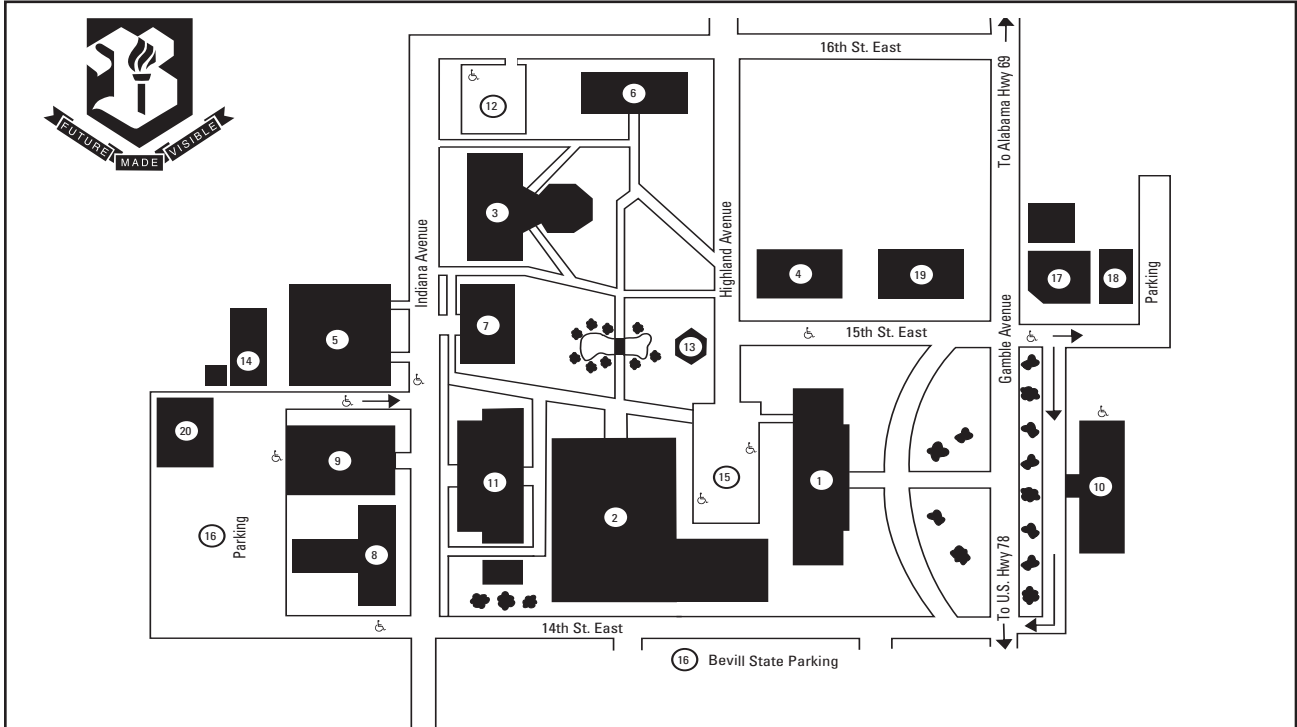 B
FUTURE MADE VISIBLE
16th St. East
To Alabama Hwy 69
12
6
3
Indiana Avenue
Highland Avenue
4
19
17
18
Parking
7
5
14
13
15th St. East
Gamble Avenue
20
9
11
15
1
10
2
16
Parking
8
To U.S. Hwy 78
14th St. East
16 Bevill State Parking